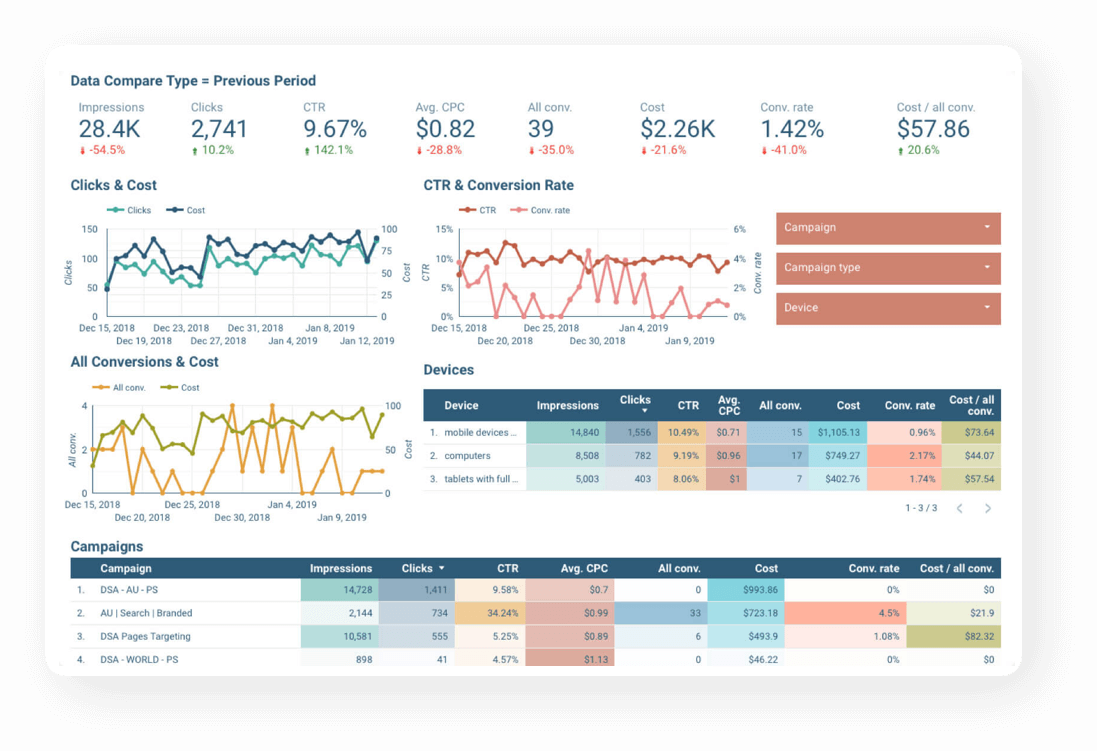 Data Compare Type = Previous Period
Impressions Clicks CTR Avg. CPC All conv. Cost Conv. rate Cost / all conv.
28.4K 2,741 9.67% $0.82 39 $2.26K 1.42% $57.86
-54.5% 10.2% 142.1% -28.8% -35.0% -21.6% -41.0% 20.6%
Clicks & Cost
Clicks Cost
150 100 50 0
Clicks
100 75 50 25 0
Cost
Dec 15, 2018 Dec 23, 2018 Dec 31, 2018 Jan 8, 2019
Dec 19, 2018 Dec 27, 2018 Jan 4, 2019 Jan 12, 2019
CTR & Conversion Rate
CTR Conv. rate
15% 10% 5% 0%
CTR
6% 4% 2% 0%
Conv. rate
Dec 15, 2018 Dec 25, 2018 Jan 4, 2019
Dec 20, 2018 Dec 30, 2018 Jan 9, 2019
Campaign
Campaign type
Device
All Conversions & Cost
All conv. Cost
4 2 0
All conv.
100 50 0
Cost
Dec 15, 2018 Dec 25, 2018 Jan 4, 2019
Dec 20, 2018 Dec 30, 2018 Jan 9, 2019
Devices
Device Impressions Clicks CTR Avg. CPC All conv. Cost Conv. rate Cost / all conv.
1. mobile devices ... 14,840 1,556 10.49% $0.71 15 $1,105.13 0.96% $73.64
2. computers 8,508 782 9.19% $0.96 17 $749.27 2.17% $44.07
3. tablets with full ... 5,003 403 8.06% $1 7 $402.76 1.74% $57.54
1 - 3 / 3
Campaigns
Campaign Impressions Clicks CTR Avg. CPC All conv. Cost Conv. rate Cost / all conv.
1. DSA - AU - PS 14,728 1,411 9.58% $0.7 0 $993.86 0% $0
2. AU | Search | Branded 2,144 734 34.24% $0.99 33 $723.18 4.5% $21.9
3. DSA Pages Targeting 10,581 555 5.25% $0.89 6 $493.9 1.08% $82.32
4. DSA - WORLD - PS 898 41 4.57% $1.13 0 $46.22 0% $0